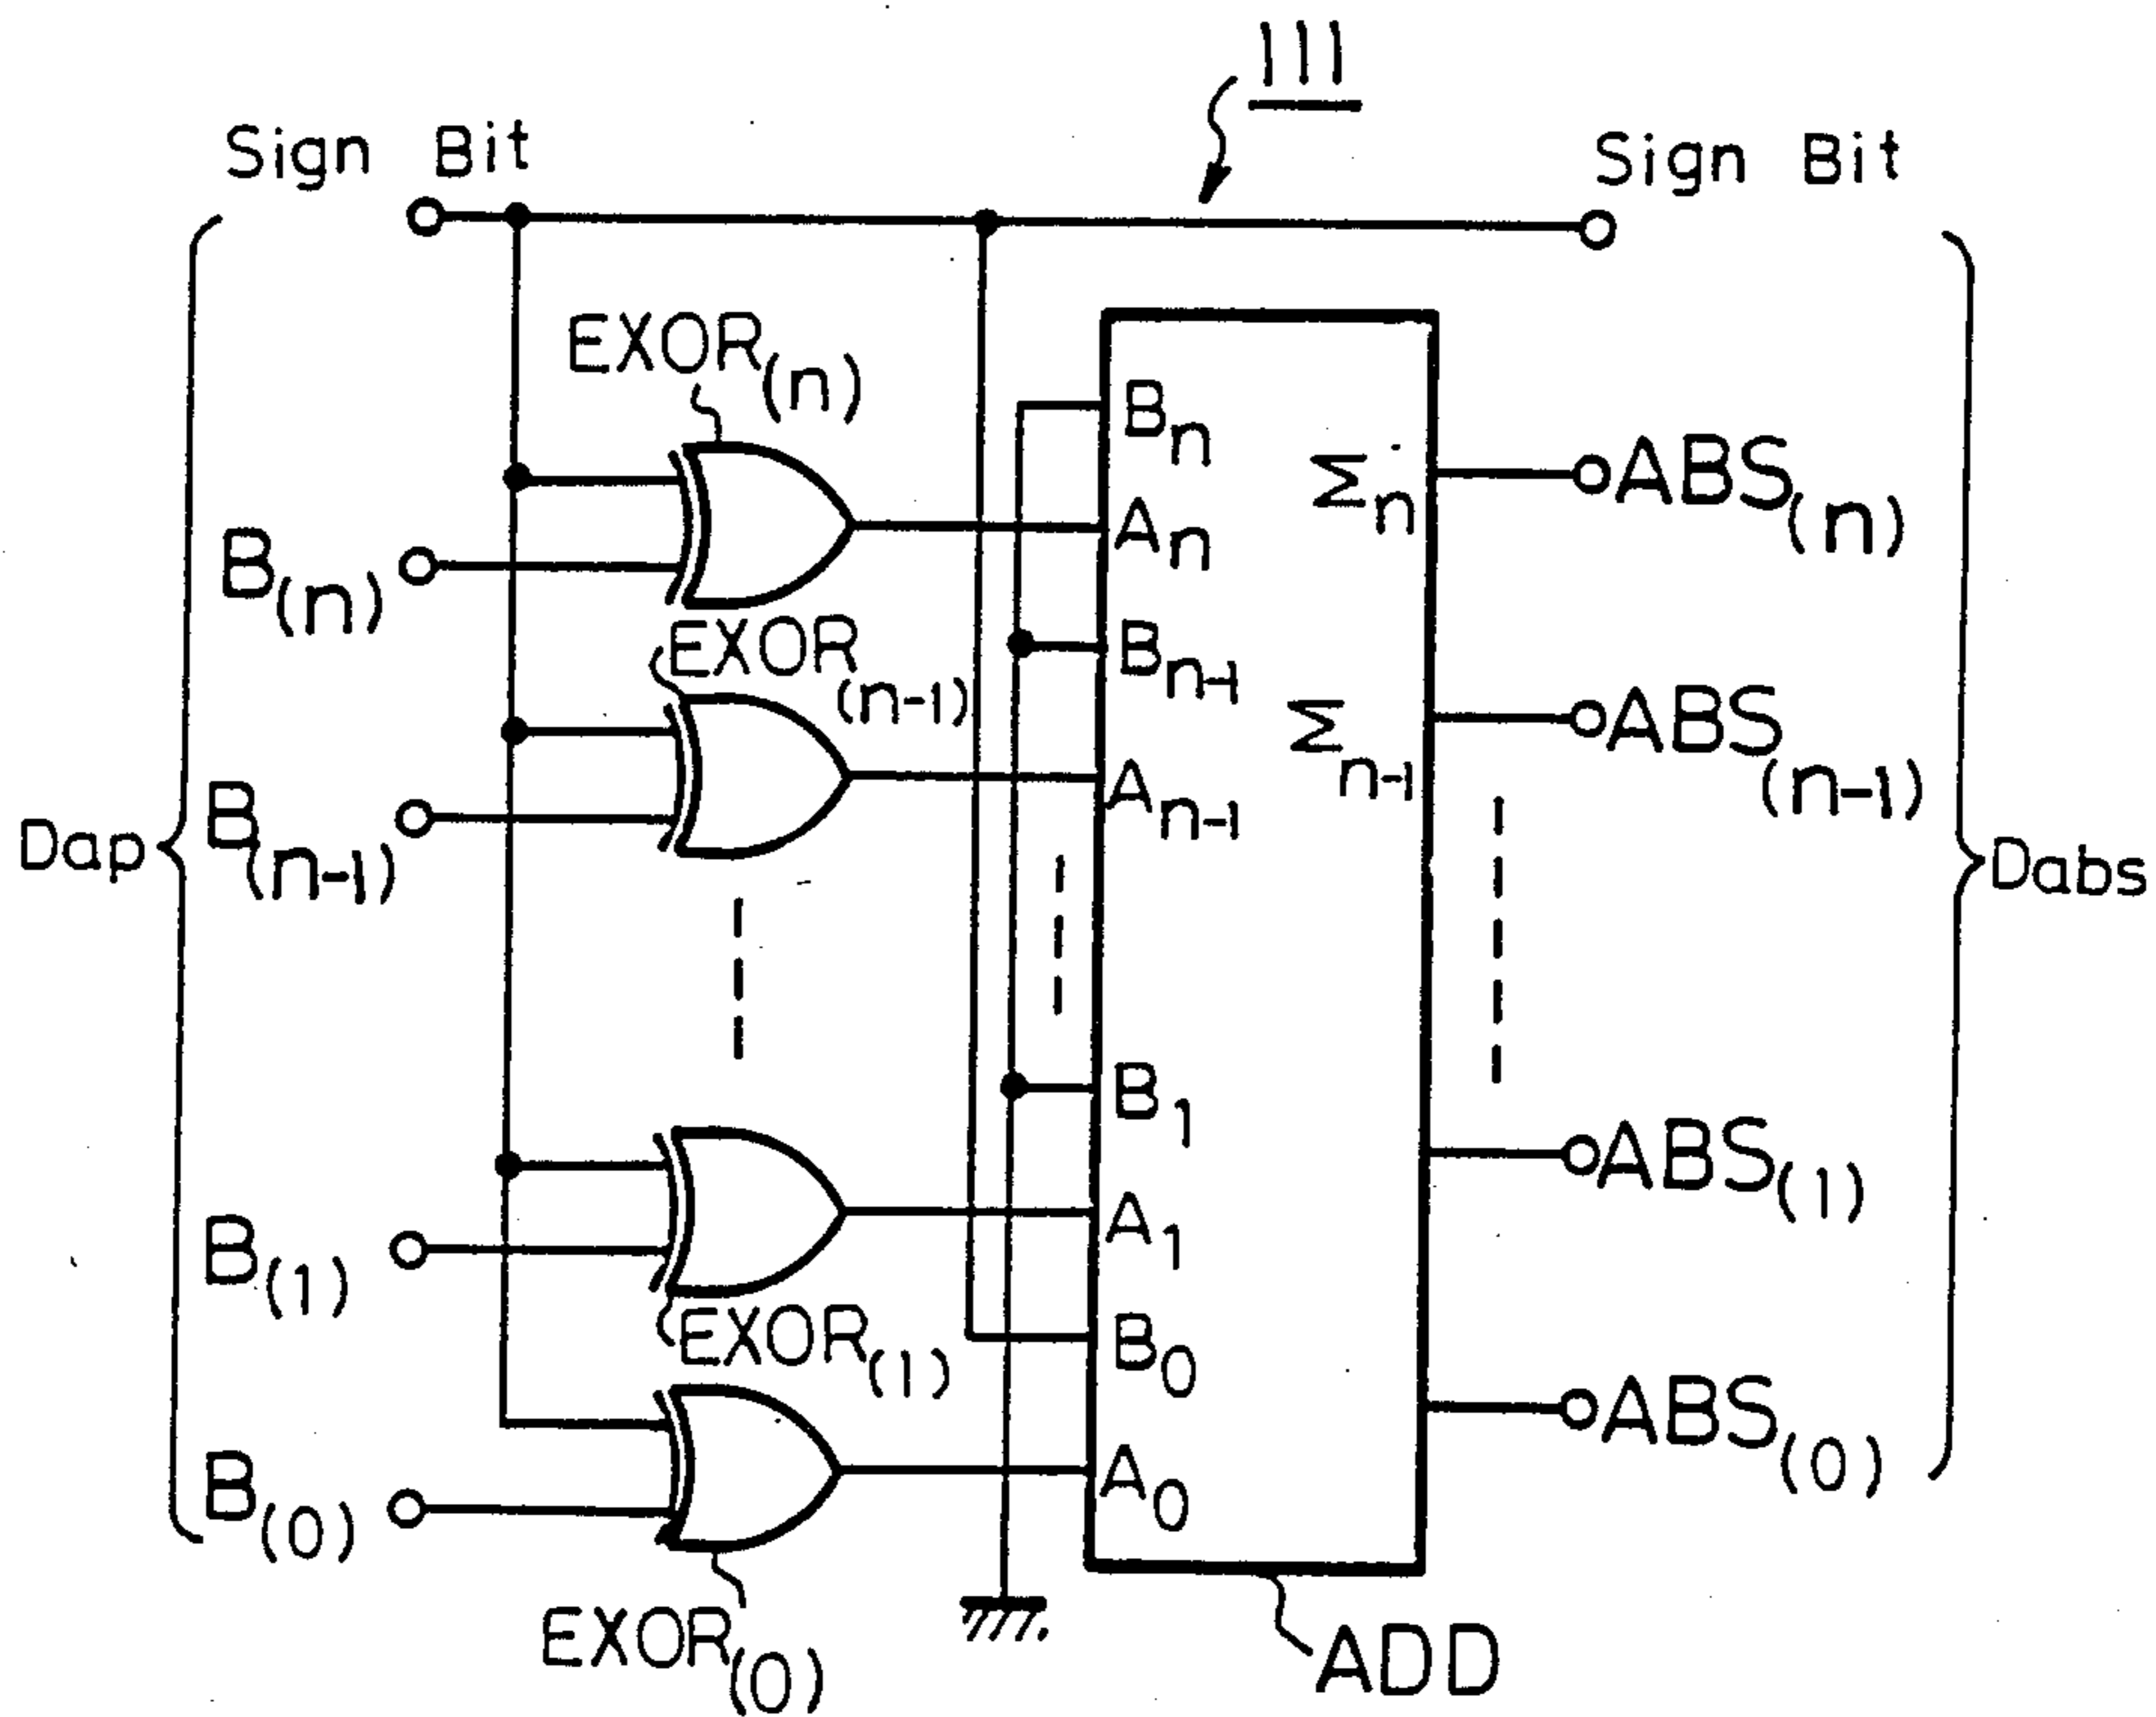 111
Sign Bit
Sign Bit
EXOR(n)
Bn
Σn
ABS(n)
An
B(n)
EXOR(n-1)
Bn-1
Σn-1
ABS(n-1)
An-1
B(n-1)
Dap
Dabs
B1
ABS(1)
A1
B(1)
EXOR(1)
B0
ABS(0)
A0
B(0)
EXOR(0)
ADD